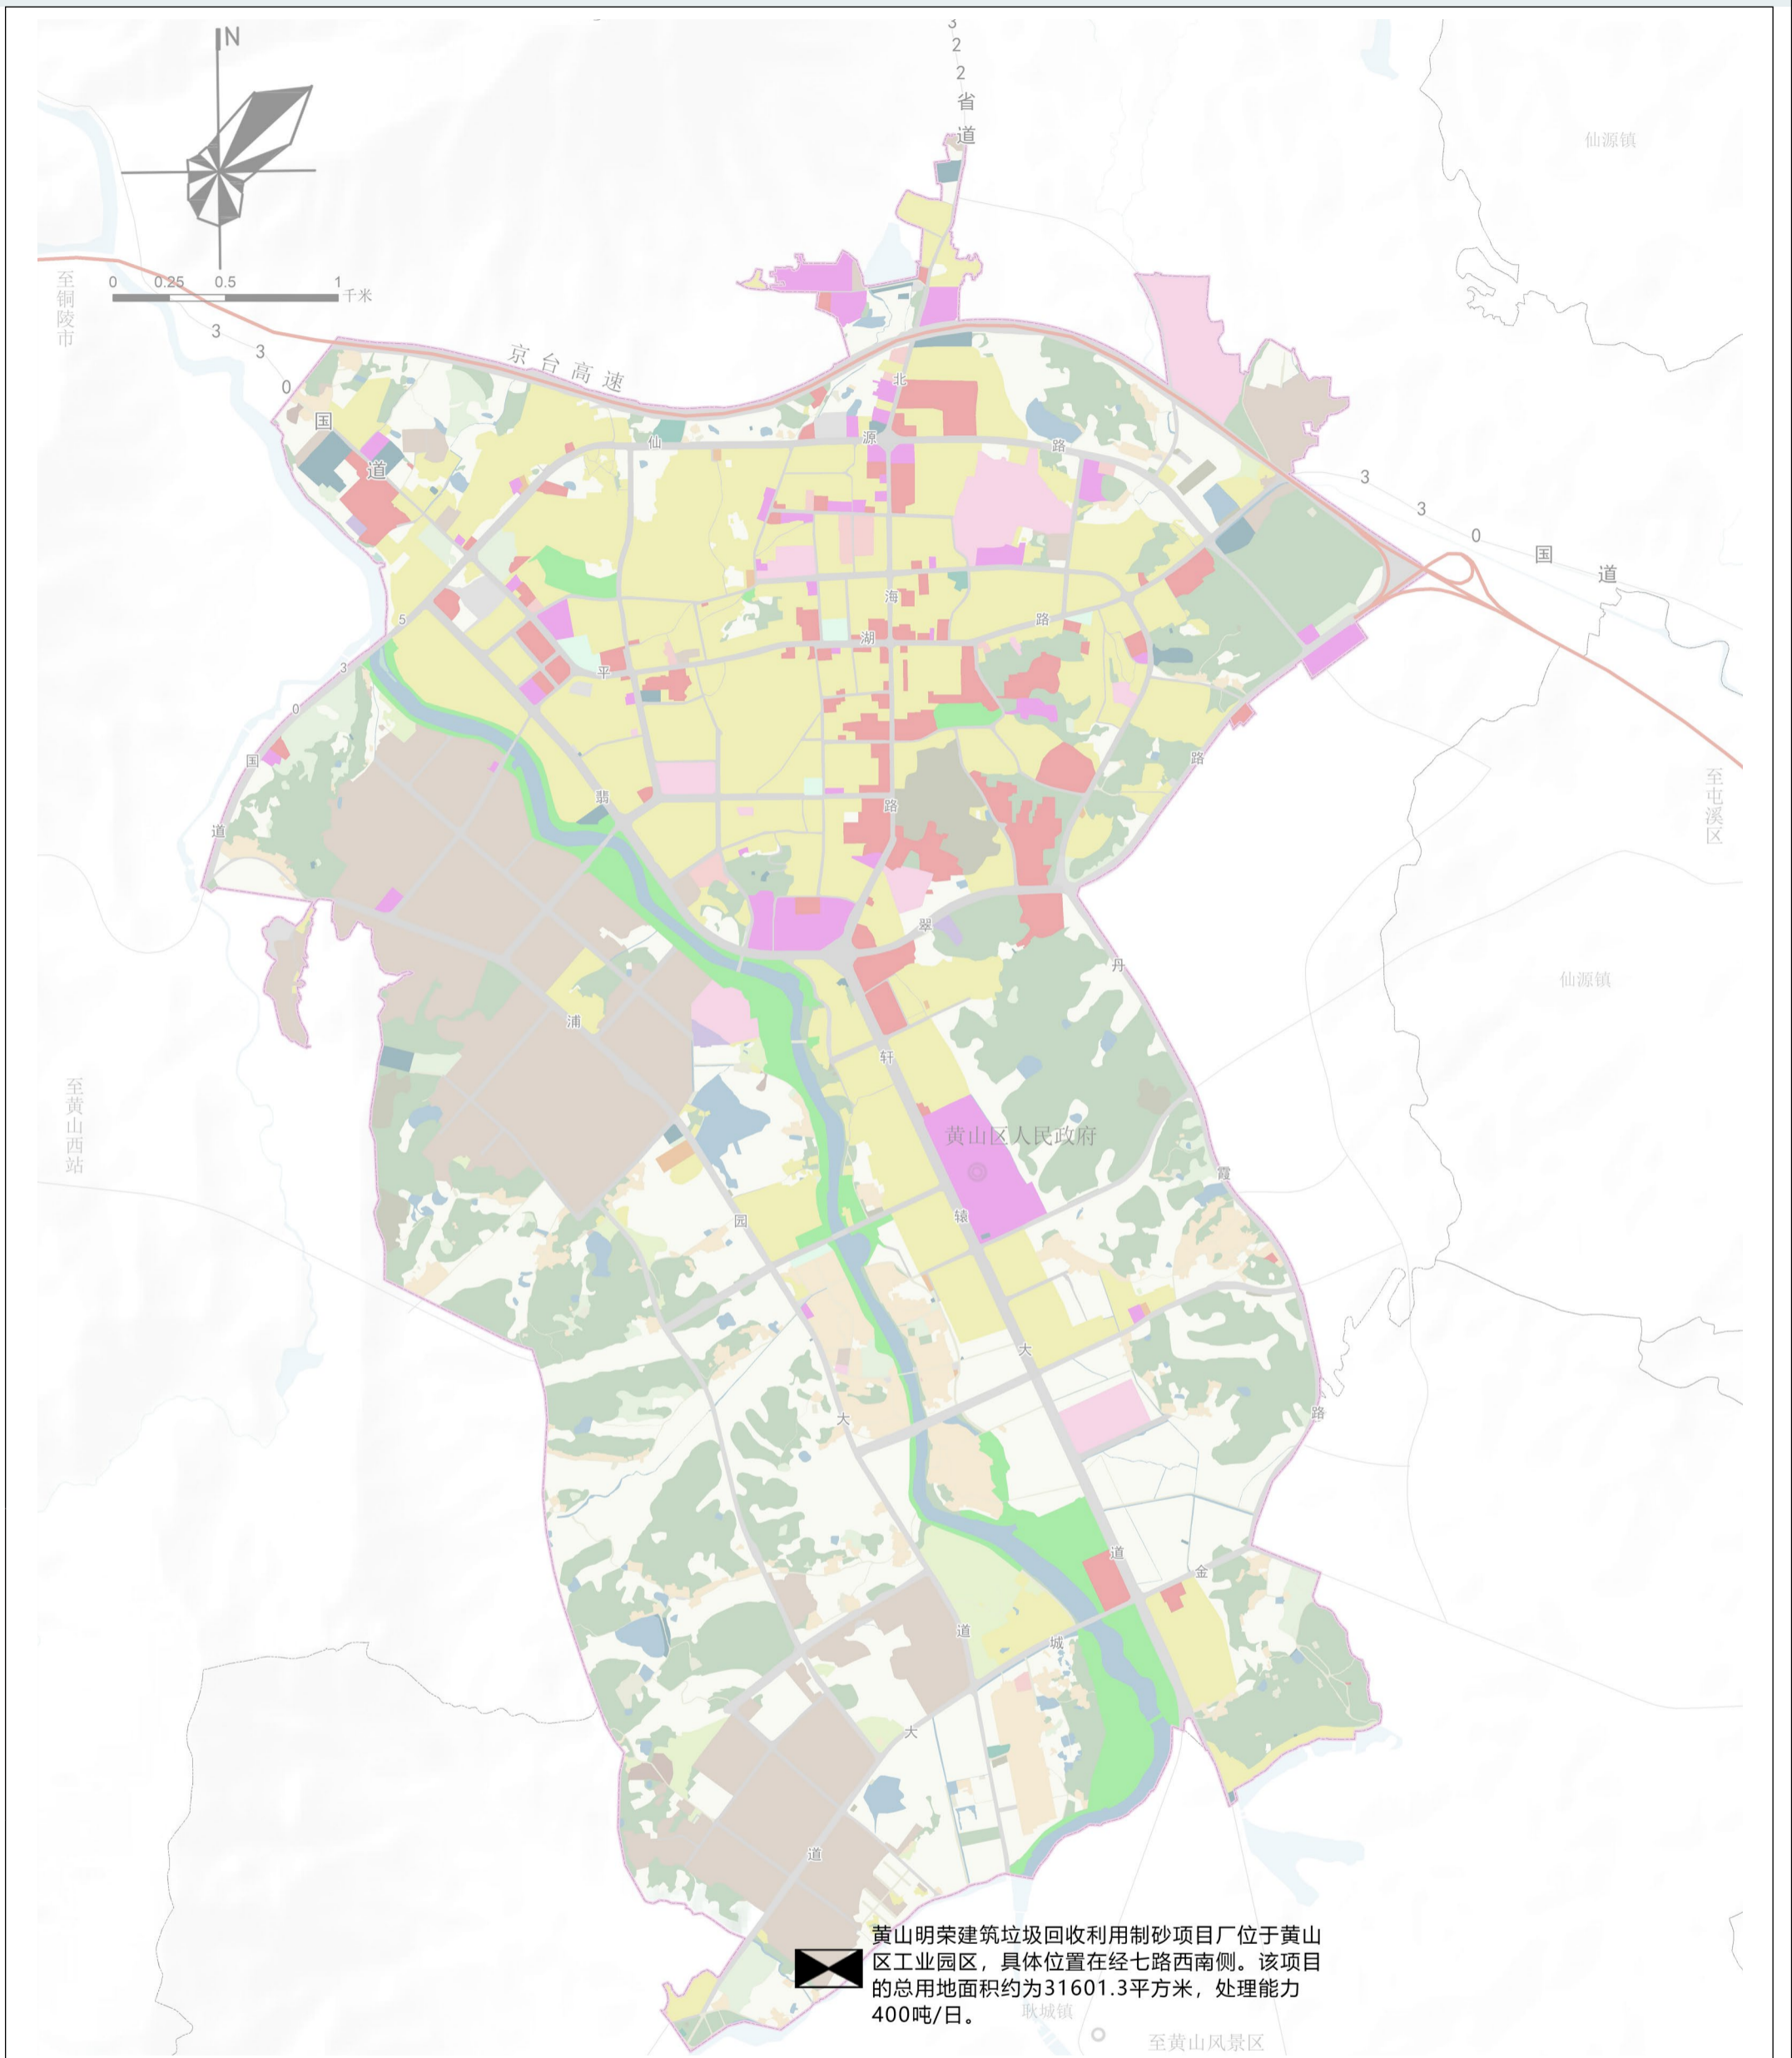 N
322省道
仙源镇
0 0.25 0.5 1 千米
至铜陵市
330国道
京台高速
北海路
仙源路
330国道
平湖路
530国道
翡翠路
至屯溪区
丹霞路
仙源镇
浦园大道
轩辕大道
黄山区人民政府
至黄山西站
金城大道
黄山明荣建筑垃圾回收利用制砂项目厂位于黄山
区工业园区，具体位置在经七路西南侧。该项目
的总用地面积约为31601.3平方米，处理能力
400吨/日。
耿城镇
至黄山风景区